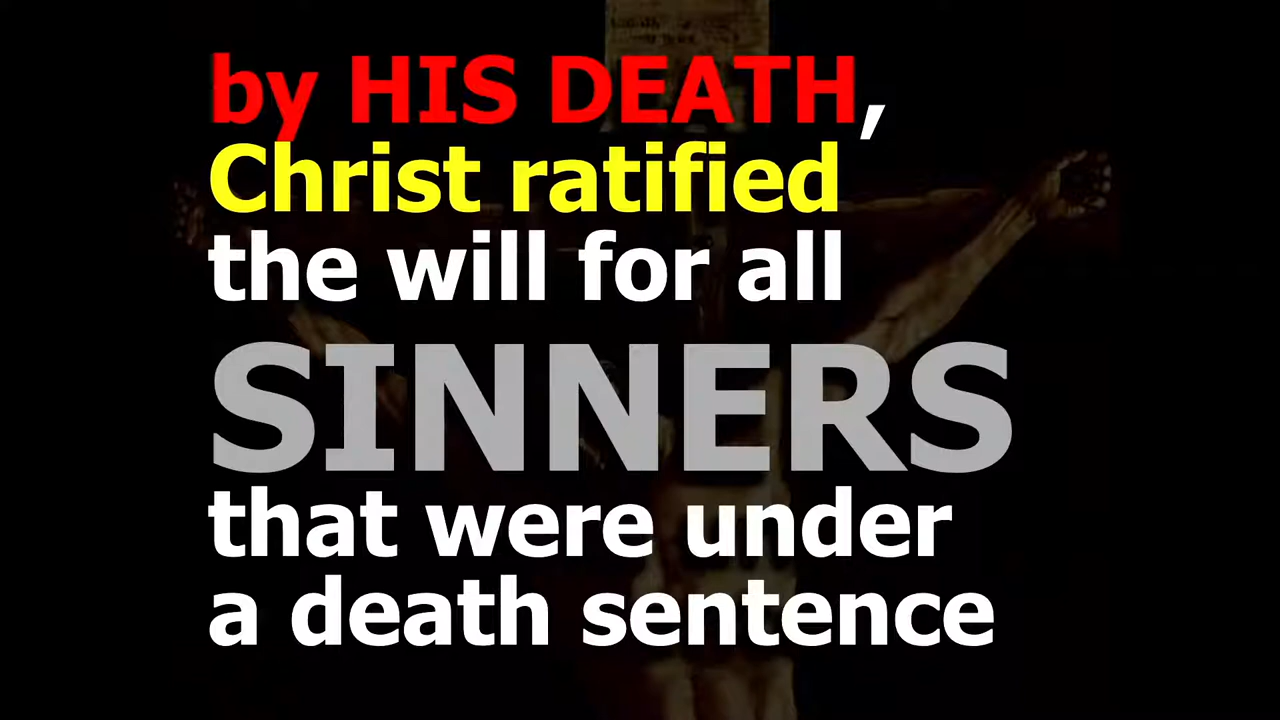 by HIS DEATH,
Christ ratified
the will for all
SINNERS
that were under
a death sentence